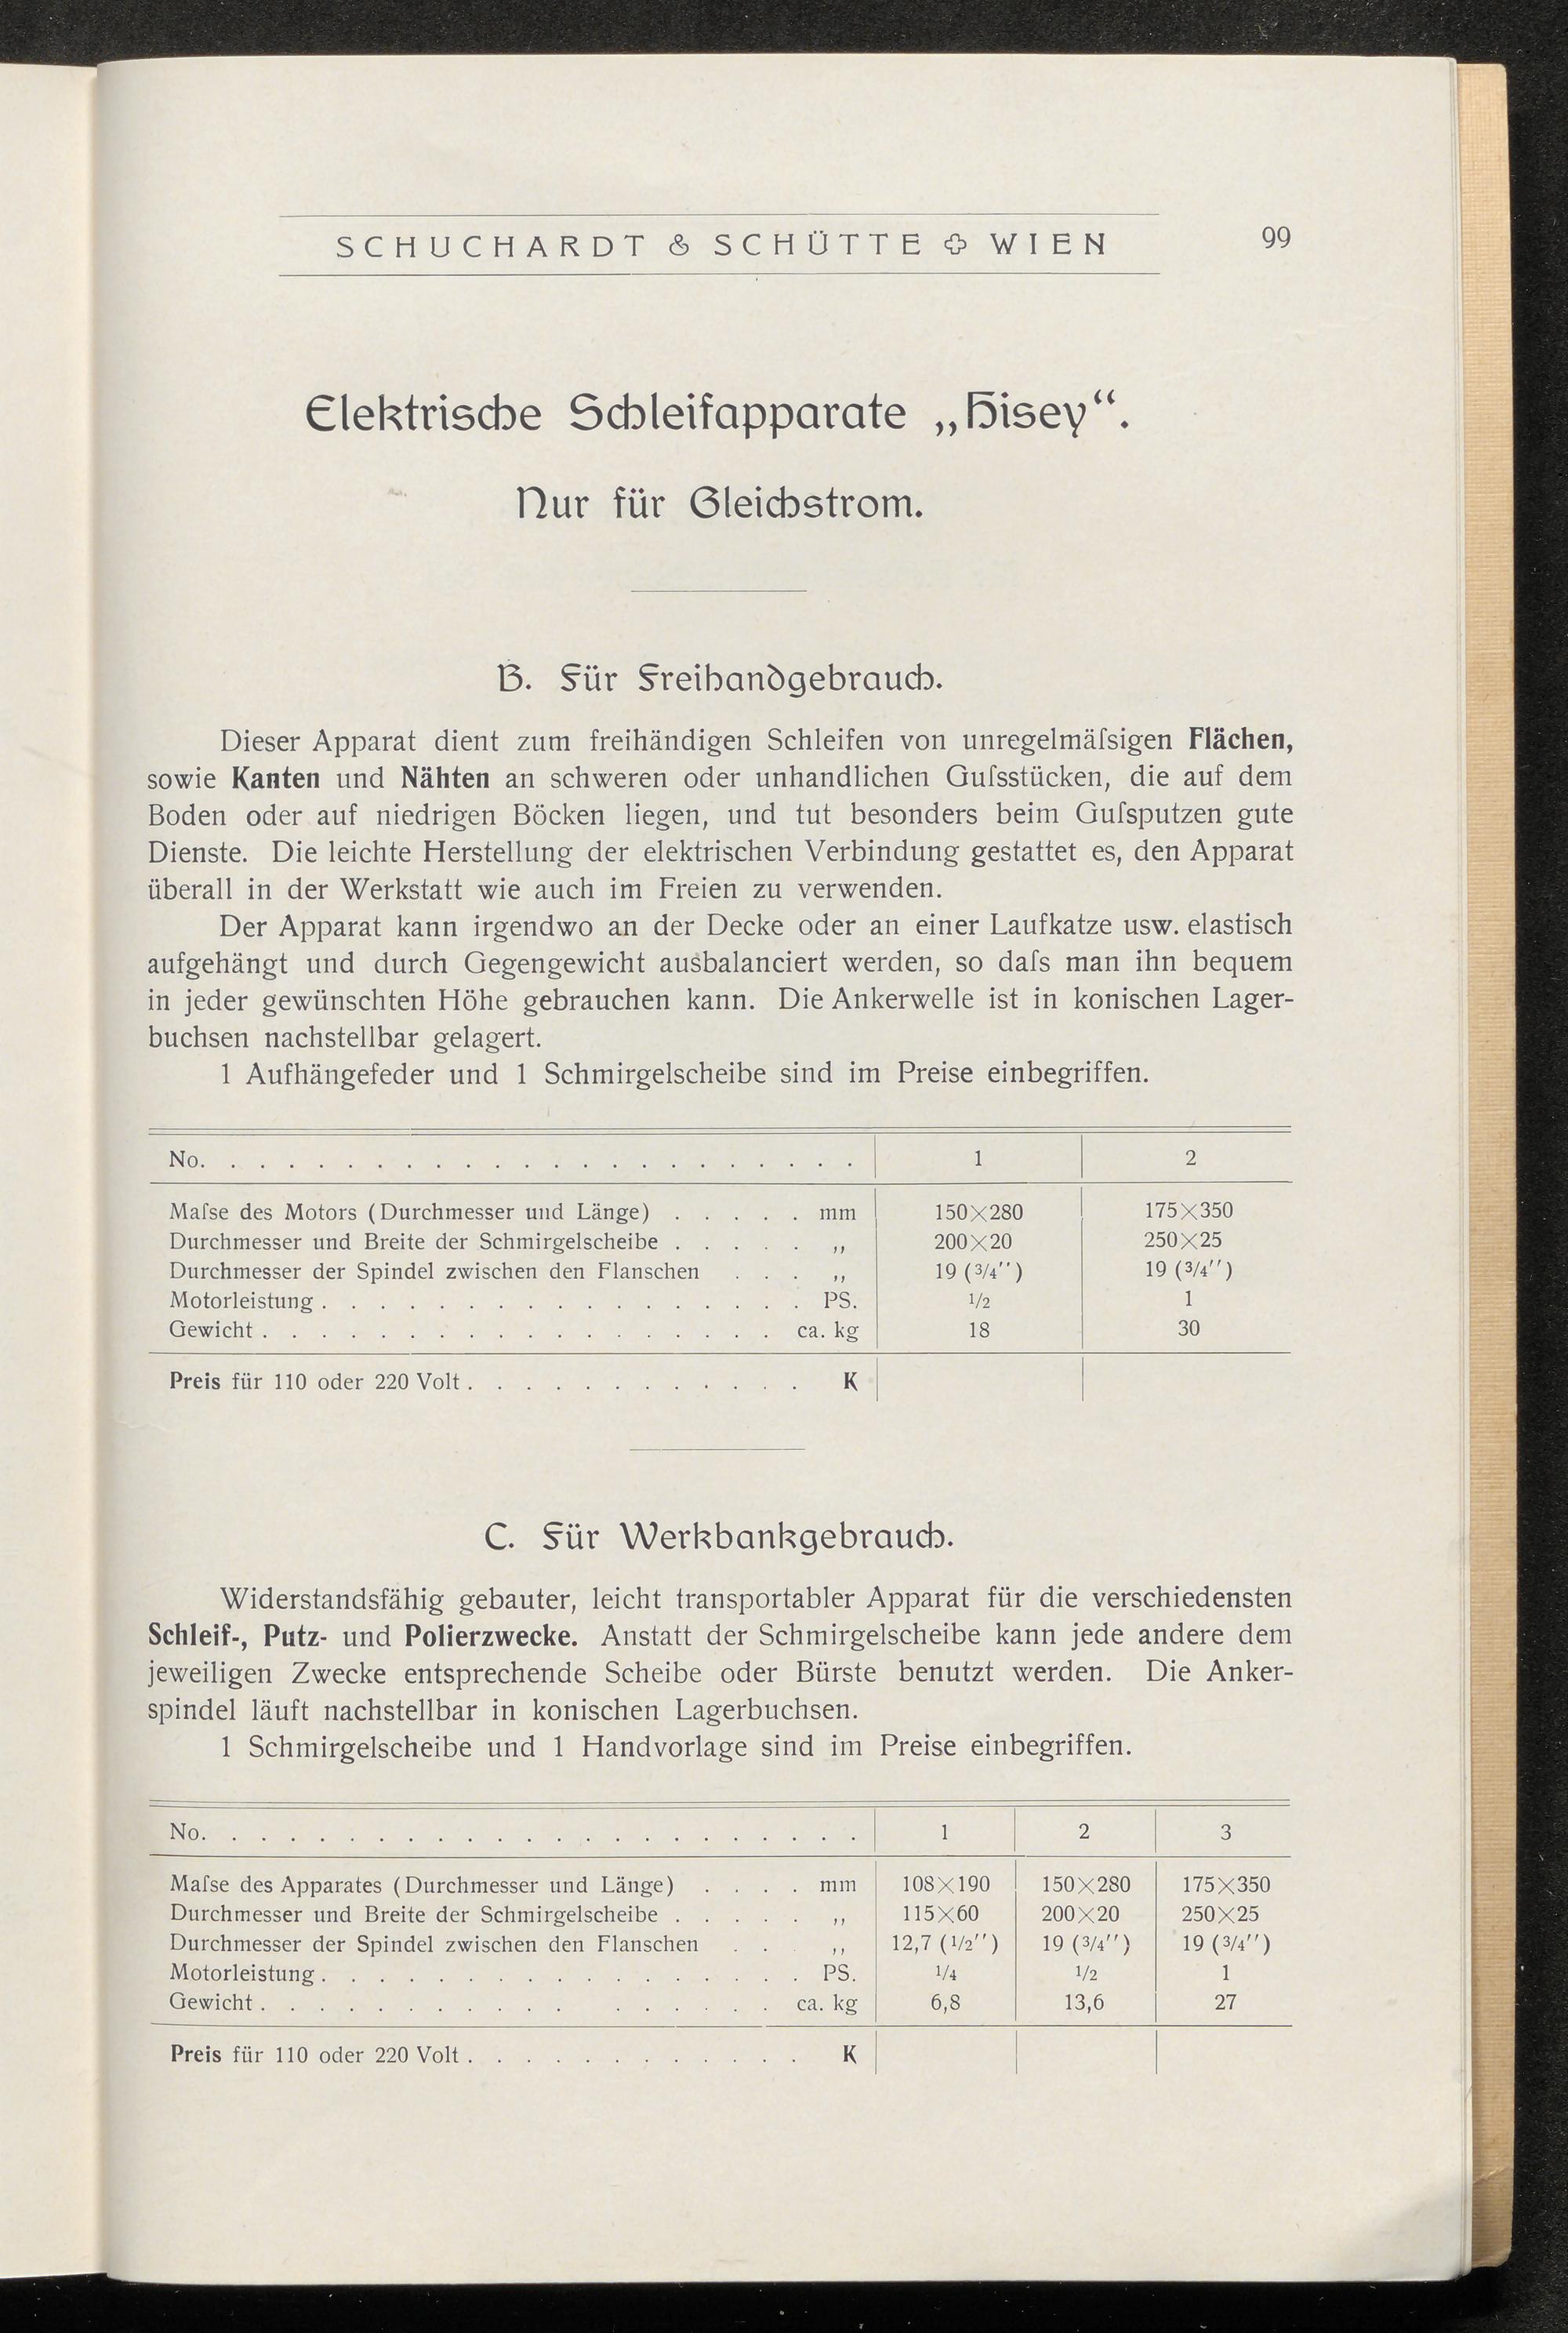 SCHUCHARDT & SCHÜTTE ✥ WIEN 99
Elektrische Schleifapparate „Hisey“.
Nur für Gleichstrom.
B. Für Freihandgebrauch.
Dieser Apparat dient zum freihändigen Schleifen von unregelmäſsigen Flächen,
sowie Kanten und Nähten an schweren oder unhandlichen Guſsstücken, die auf dem
Boden oder auf niedrigen Böcken liegen, und tut besonders beim Guſsputzen gute
Dienste. Die leichte Herstellung der elektrischen Verbindung gestattet es, den Apparat
überall in der Werkstatt wie auch im Freien zu verwenden.
Der Apparat kann irgendwo an der Decke oder an einer Laufkatze usw. elastisch
aufgehängt und durch Gegengewicht ausbalanciert werden, so daſs man ihn bequem
in jeder gewünschten Höhe gebrauchen kann. Die Ankerwelle ist in konischen Lager-
buchsen nachstellbar gelagert.
1 Aufhängefeder und 1 Schmirgelscheibe sind im Preise einbegriffen.
No. . . . . . . . . . . . . . . . . . . . . . . 1 2
Maſse des Motors (Durchmesser und Länge) . . . . . mm 150×280 175×350
Durchmesser und Breite der Schmirgelscheibe . . . . . ,, 200×20 250×25
Durchmesser der Spindel zwischen den Flanschen . . . ,, 19 (3/4'') 19 (3/4'')
Motorleistung . . . . . . . . . . . . . . . . . PS. 1/2 1
Gewicht . . . . . . . . . . . . . . . . . . ca. kg 18 30
Preis für 110 oder 220 Volt . . . . . . . . . . . . K
C. Für Werkbankgebrauch.
Widerstandsfähig gebauter, leicht transportabler Apparat für die verschiedensten
Schleif-, Putz- und Polierzwecke. Anstatt der Schmirgelscheibe kann jede andere dem
jeweiligen Zwecke entsprechende Scheibe oder Bürste benutzt werden. Die Anker-
spindel läuft nachstellbar in konischen Lagerbuchsen.
1 Schmirgelscheibe und 1 Handvorlage sind im Preise einbegriffen.
No. . . . . . . . . . . . . . . . . . . . . . . 1 2 3
Maſse des Apparates (Durchmesser und Länge) . . . . mm 108×190 150×280 175×350
Durchmesser und Breite der Schmirgelscheibe . . . . . ,, 115×60 200×20 250×25
Durchmesser der Spindel zwischen den Flanschen . . ,, 12,7 (1/2'') 19 (3/4'') 19 (3/4'')
Motorleistung . . . . . . . . . . . . . . . . . PS. 1/4 1/2 1
Gewicht . . . . . . . . . . . . . . . . . ca. kg 6,8 13,6 27
Preis für 110 oder 220 Volt . . . . . . . . . . . . K